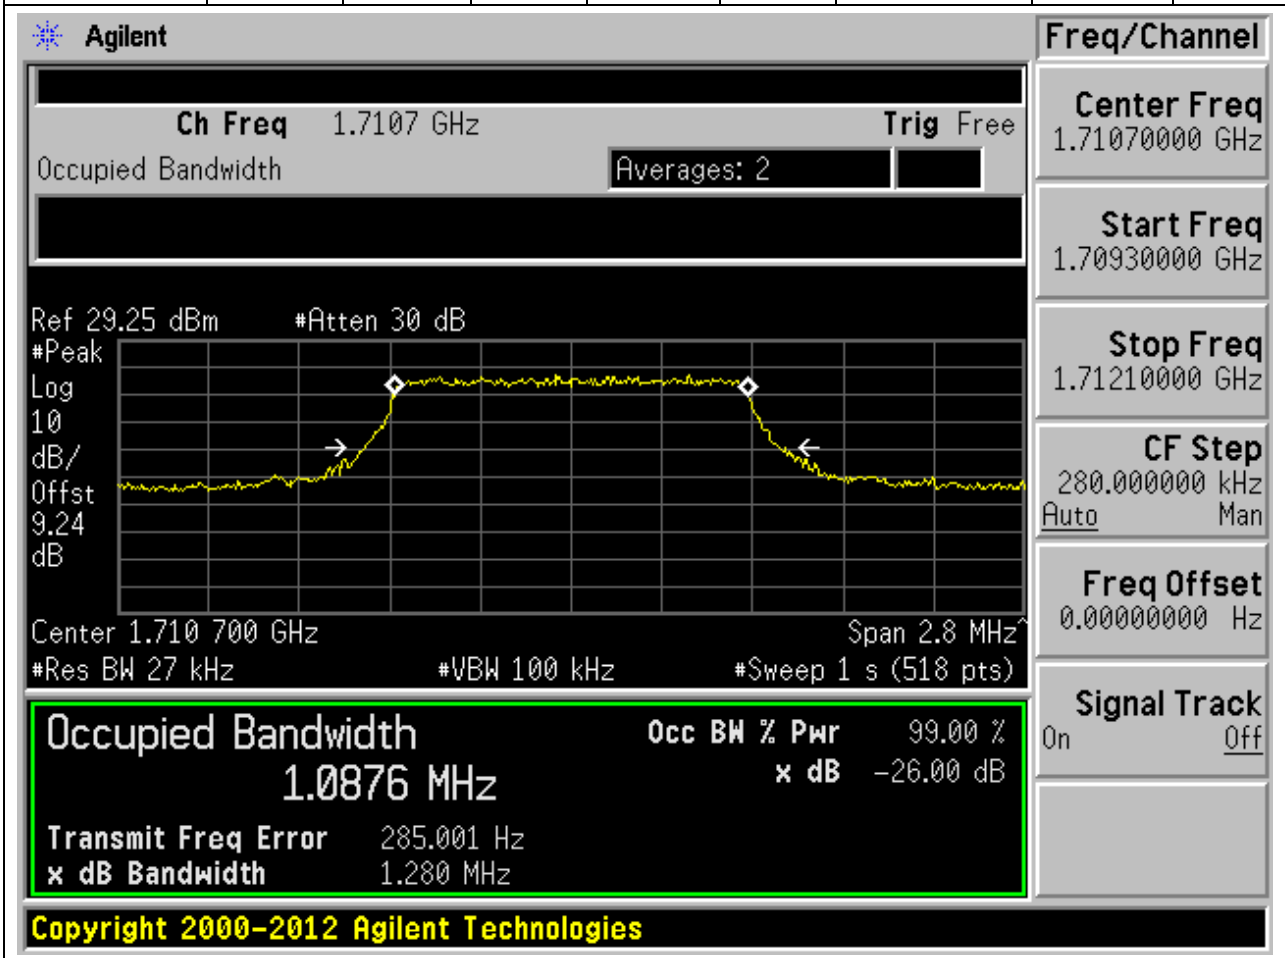 Agilent
Freq/Channel
Ch Freq 1.7107 GHz Trig Free
Occupied Bandwidth Averages: 2
Center Freq
1.71070000 GHz
Start Freq
1.70930000 GHz
Stop Freq
1.71210000 GHz
CF Step
280.000000 kHz
Auto Man
Freq Offset
0.00000000 Hz
Signal Track
On Off
Ref 29.25 dBm #Atten 30 dB
#Peak
Log
10
dB/
Offst
9.24
dB
Center 1.710 700 GHz Span 2.8 MHz^
#Res BW 27 kHz #VBW 100 kHz #Sweep 1 s (518 pts)
Occupied Bandwidth Occ BW % Pwr 99.00 %
1.0876 MHz x dB -26.00 dB
Transmit Freq Error 285.001 Hz
x dB Bandwidth 1.280 MHz
Copyright 2000-2012 Agilent Technologies